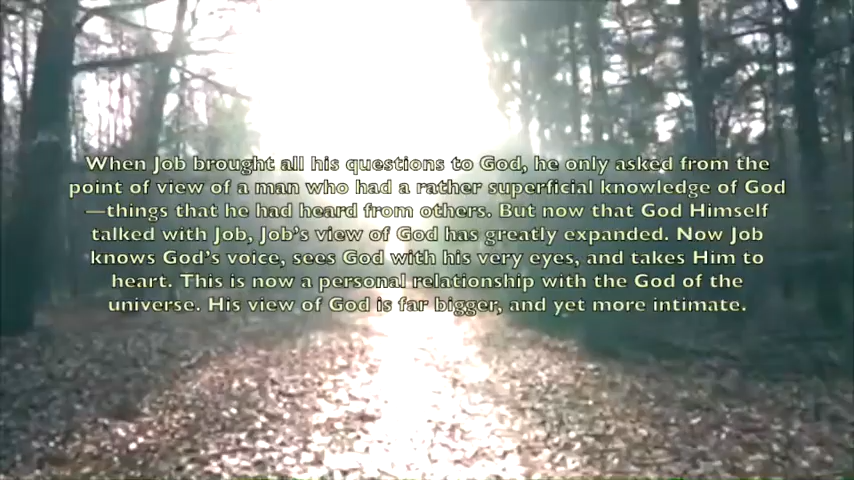 When Job brought all his questions to God, he only asked from the
point of view of a man who had a rather superficial knowledge of God
—things that he had heard from others. But now that God Himself
talked with Job, Job's view of God has greatly expanded. Now Job
knows God's voice, sees God with his very eyes, and takes Him to
heart. This is now a personal relationship with the God of the
universe. His view of God is far bigger, and yet more intimate.